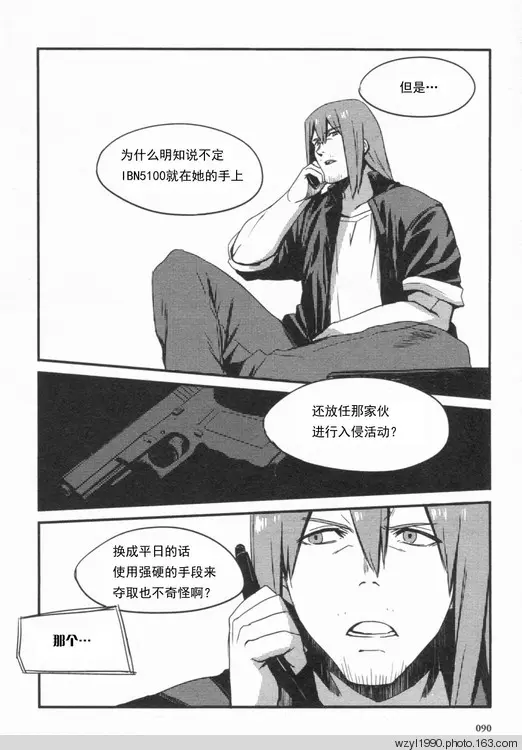 但是…
为什么明知说不定
IBN5100就在她的手上
还放任那家伙
进行入侵活动?
换成平日的话
使用强硬的手段来
夺取也不奇怪啊?
那个…
090
wzyl1990.photo.163.com